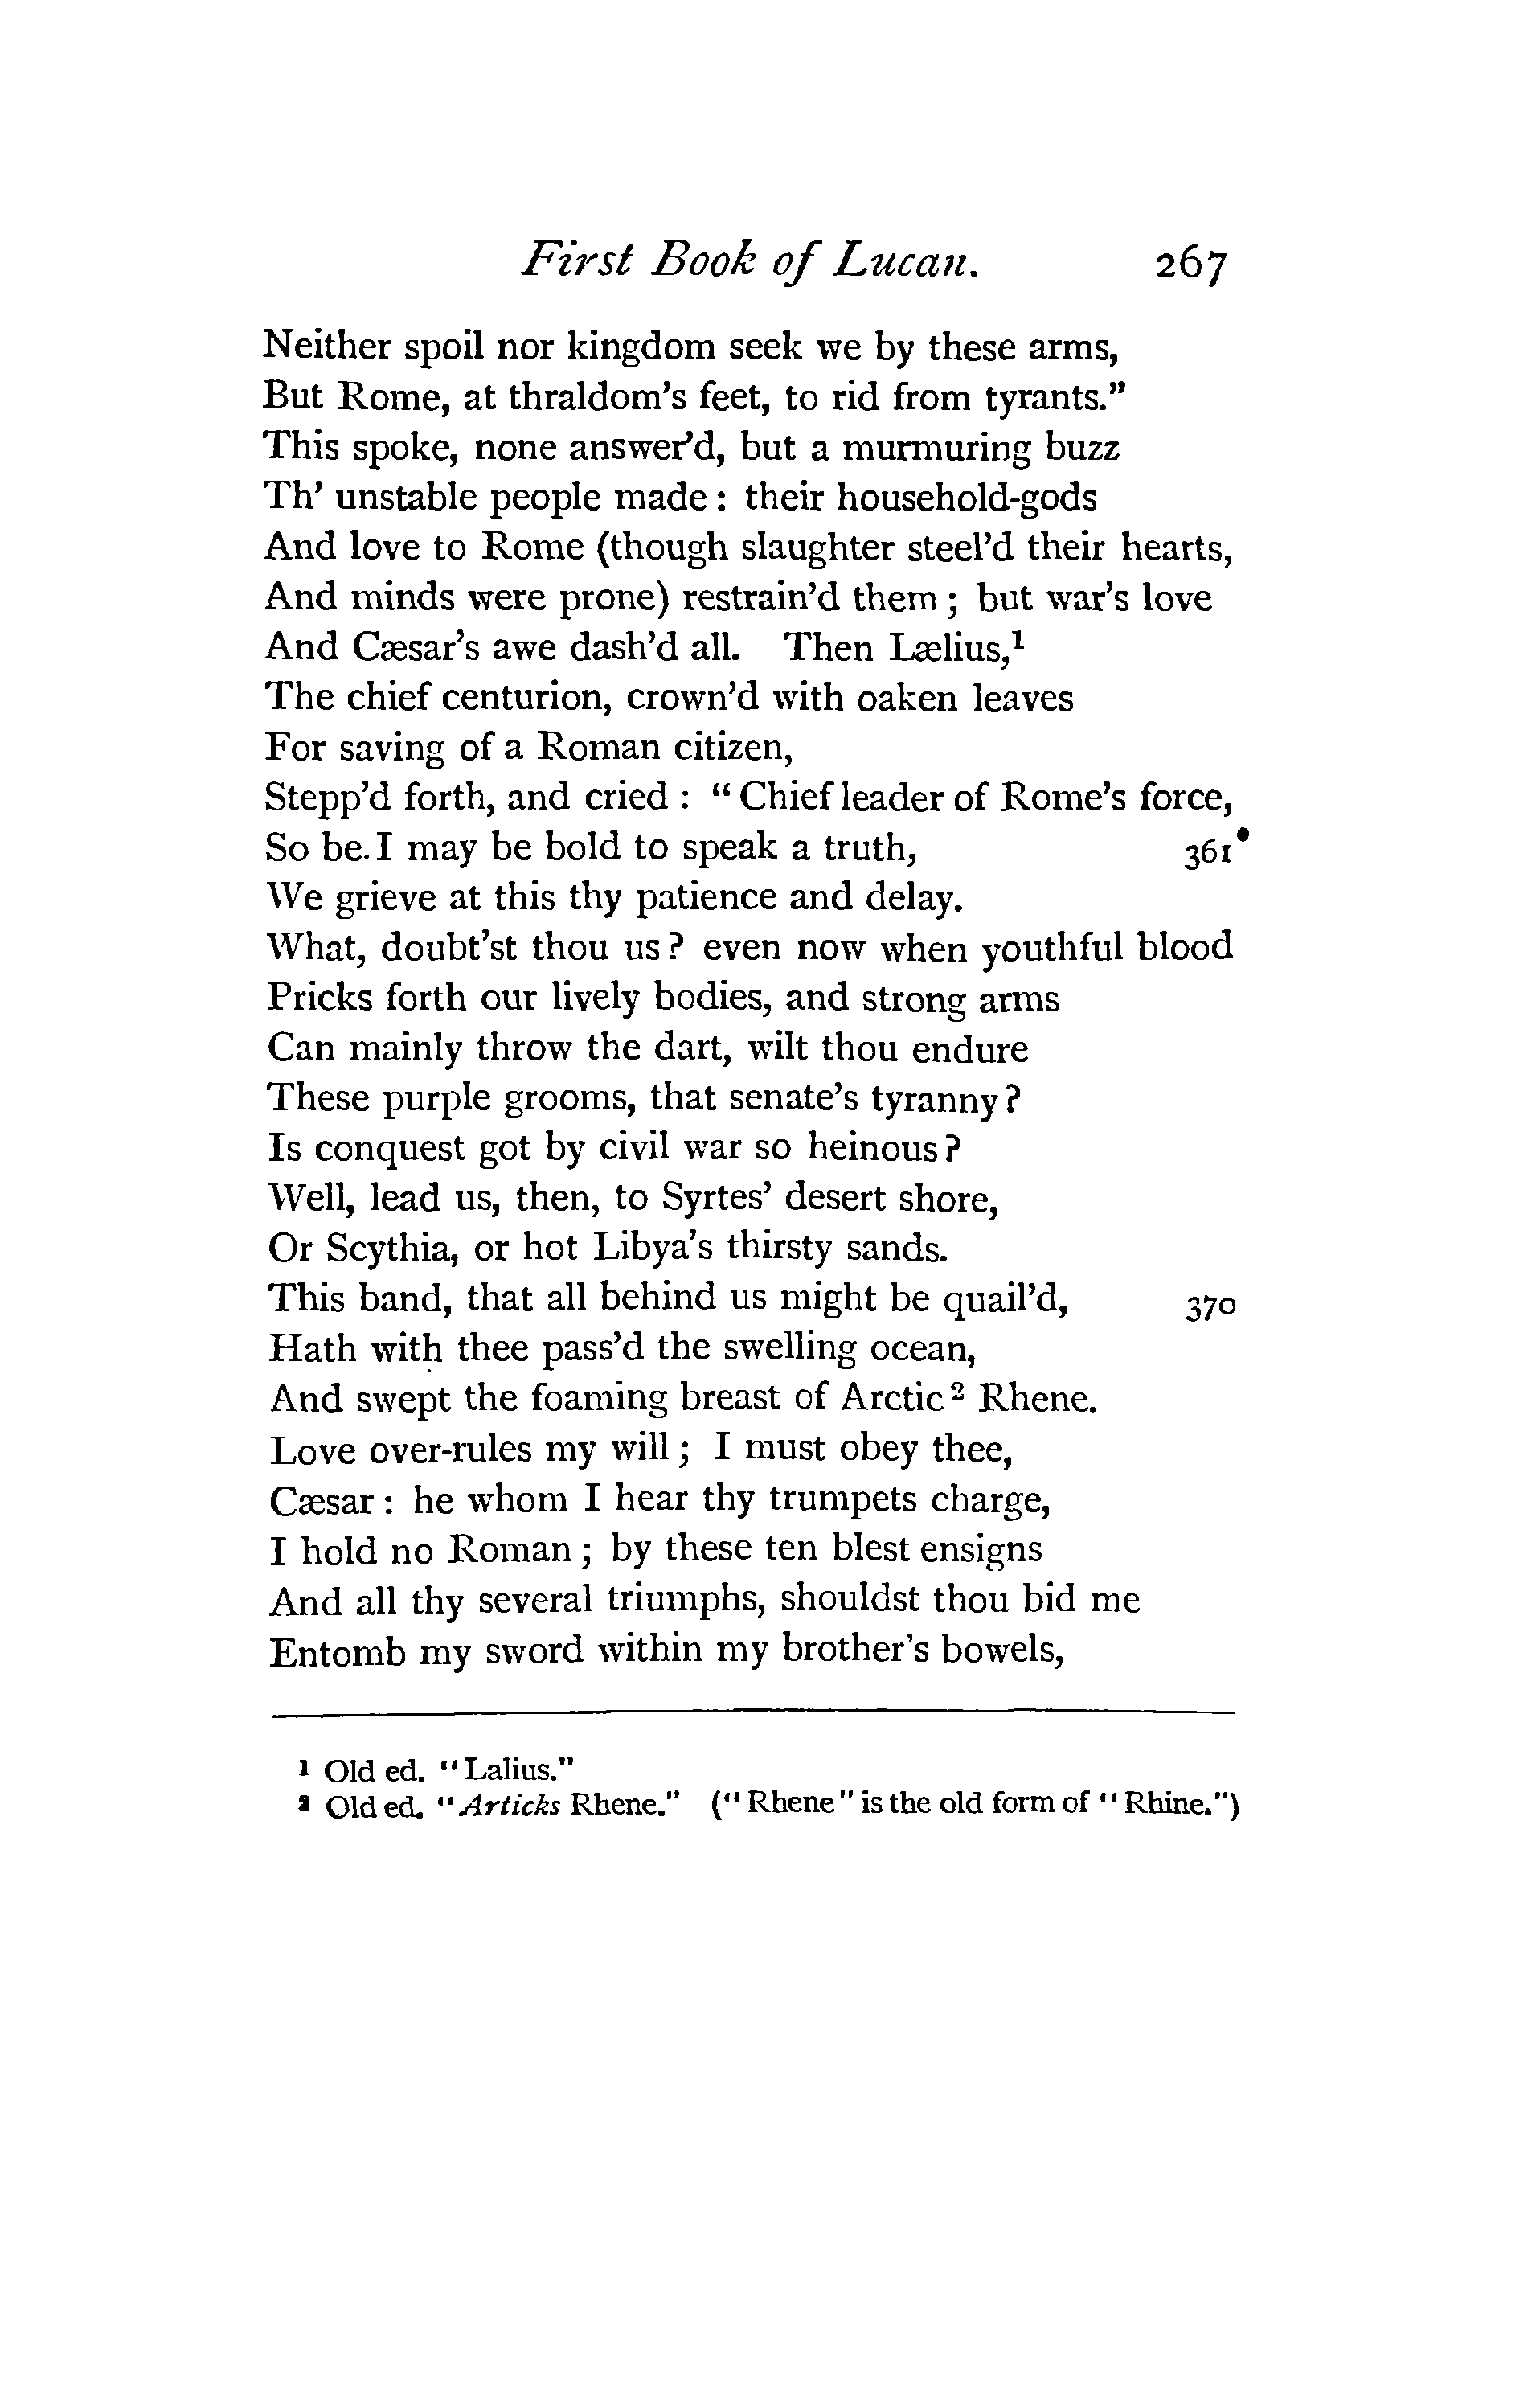 First Book of Lucan. 267
Neither spoil nor kingdom seek we by these arms,
But Rome, at thraldom's feet, to rid from tyrants."
This spoke, none answer'd, but a murmuring buzz
Th' unstable people made : their household-gods
And love to Rome (though slaughter steel'd their hearts,
And minds were prone) restrain'd them ; but war's love
And Cæsar's awe dash'd all. Then Lælius,¹
The chief centurion, crown'd with oaken leaves
For saving of a Roman citizen,
Stepp'd forth, and cried : " Chief leader of Rome's force,
So be. I may be bold to speak a truth, 361
We grieve at this thy patience and delay.
What, doubt'st thou us ? even now when youthful blood
Pricks forth our lively bodies, and strong arms
Can mainly throw the dart, wilt thou endure
These purple grooms, that senate's tyranny ?
Is conquest got by civil war so heinous ?
Well, lead us, then, to Syrtes' desert shore,
Or Scythia, or hot Libya's thirsty sands.
This band, that all behind us might be quail'd, 370
Hath with thee pass'd the swelling ocean,
And swept the foaming breast of Arctic ² Rhene.
Love over-rules my will ; I must obey thee,
Cæsar : he whom I hear thy trumpets charge,
I hold no Roman ; by these ten blest ensigns
And all thy several triumphs, shouldst thou bid me
Entomb my sword within my brother's bowels,
¹ Old ed. "Lalius."
² Old ed. "Articks Rhene." (" Rhene " is the old form of " Rhine.")